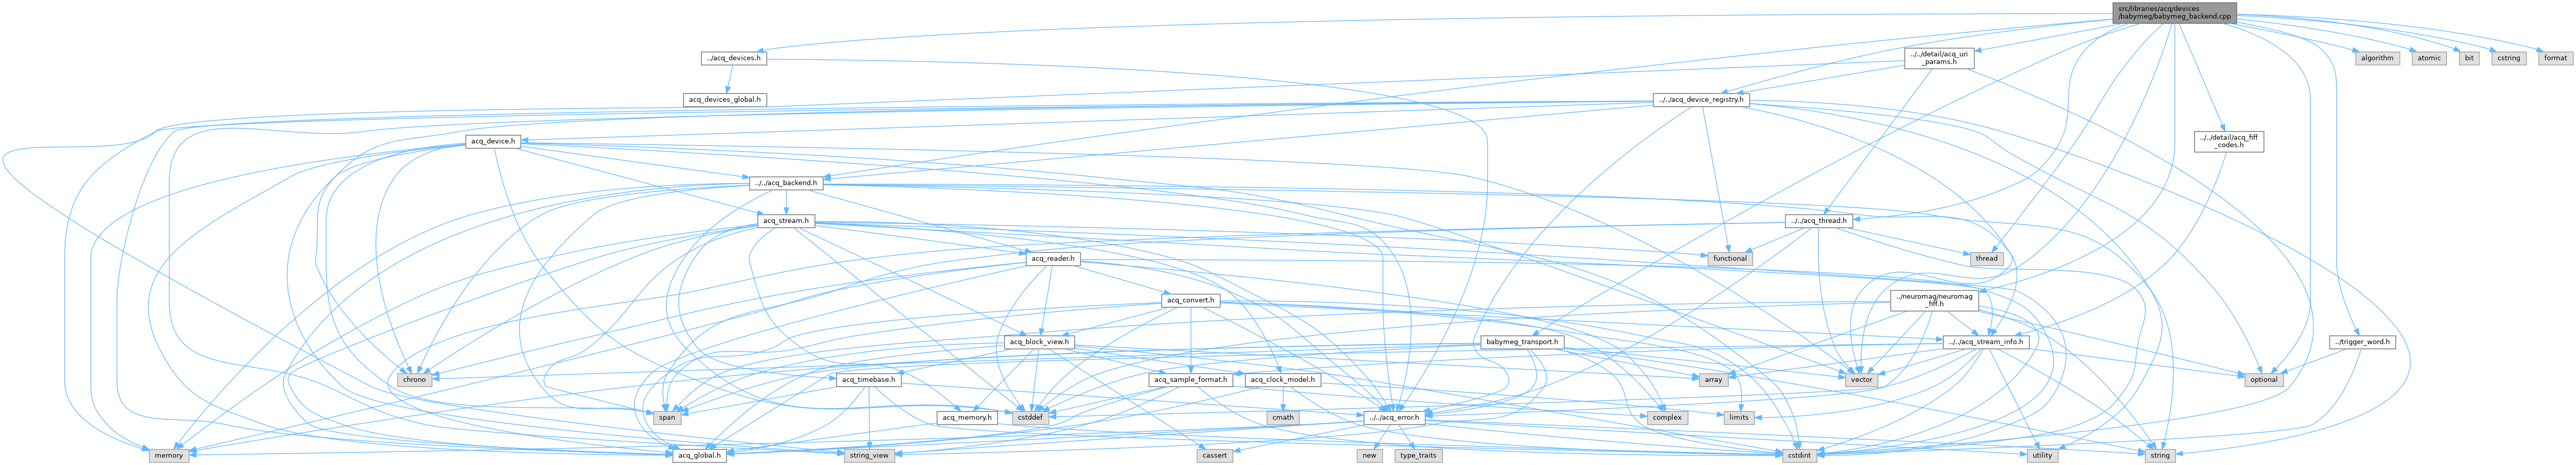 src/libraries/acq/devices
/babymeg/babymeg_backend.cpp
../acq_devices.h
../../detail/acq_uri
_params.h
algorithm
atomic
bit
cstring
format
acq_devices_global.h
../../acq_device_registry.h
acq_device.h
../../detail/acq_fiff
_codes.h
../../acq_backend.h
acq_stream.h
../../acq_thread.h
acq_reader.h
functional
thread
acq_convert.h
../neuromag/neuromag
_fiff.h
acq_block_view.h
babymeg_transport.h
../../acq_stream_info.h
../trigger_word.h
chrono
acq_timebase.h
acq_sample_format.h
acq_clock_model.h
array
vector
optional
span
acq_memory.h
cstddef
cmath
../../acq_error.h
complex
limits
memory
acq_global.h
string_view
cassert
new
type_traits
cstdint
utility
string